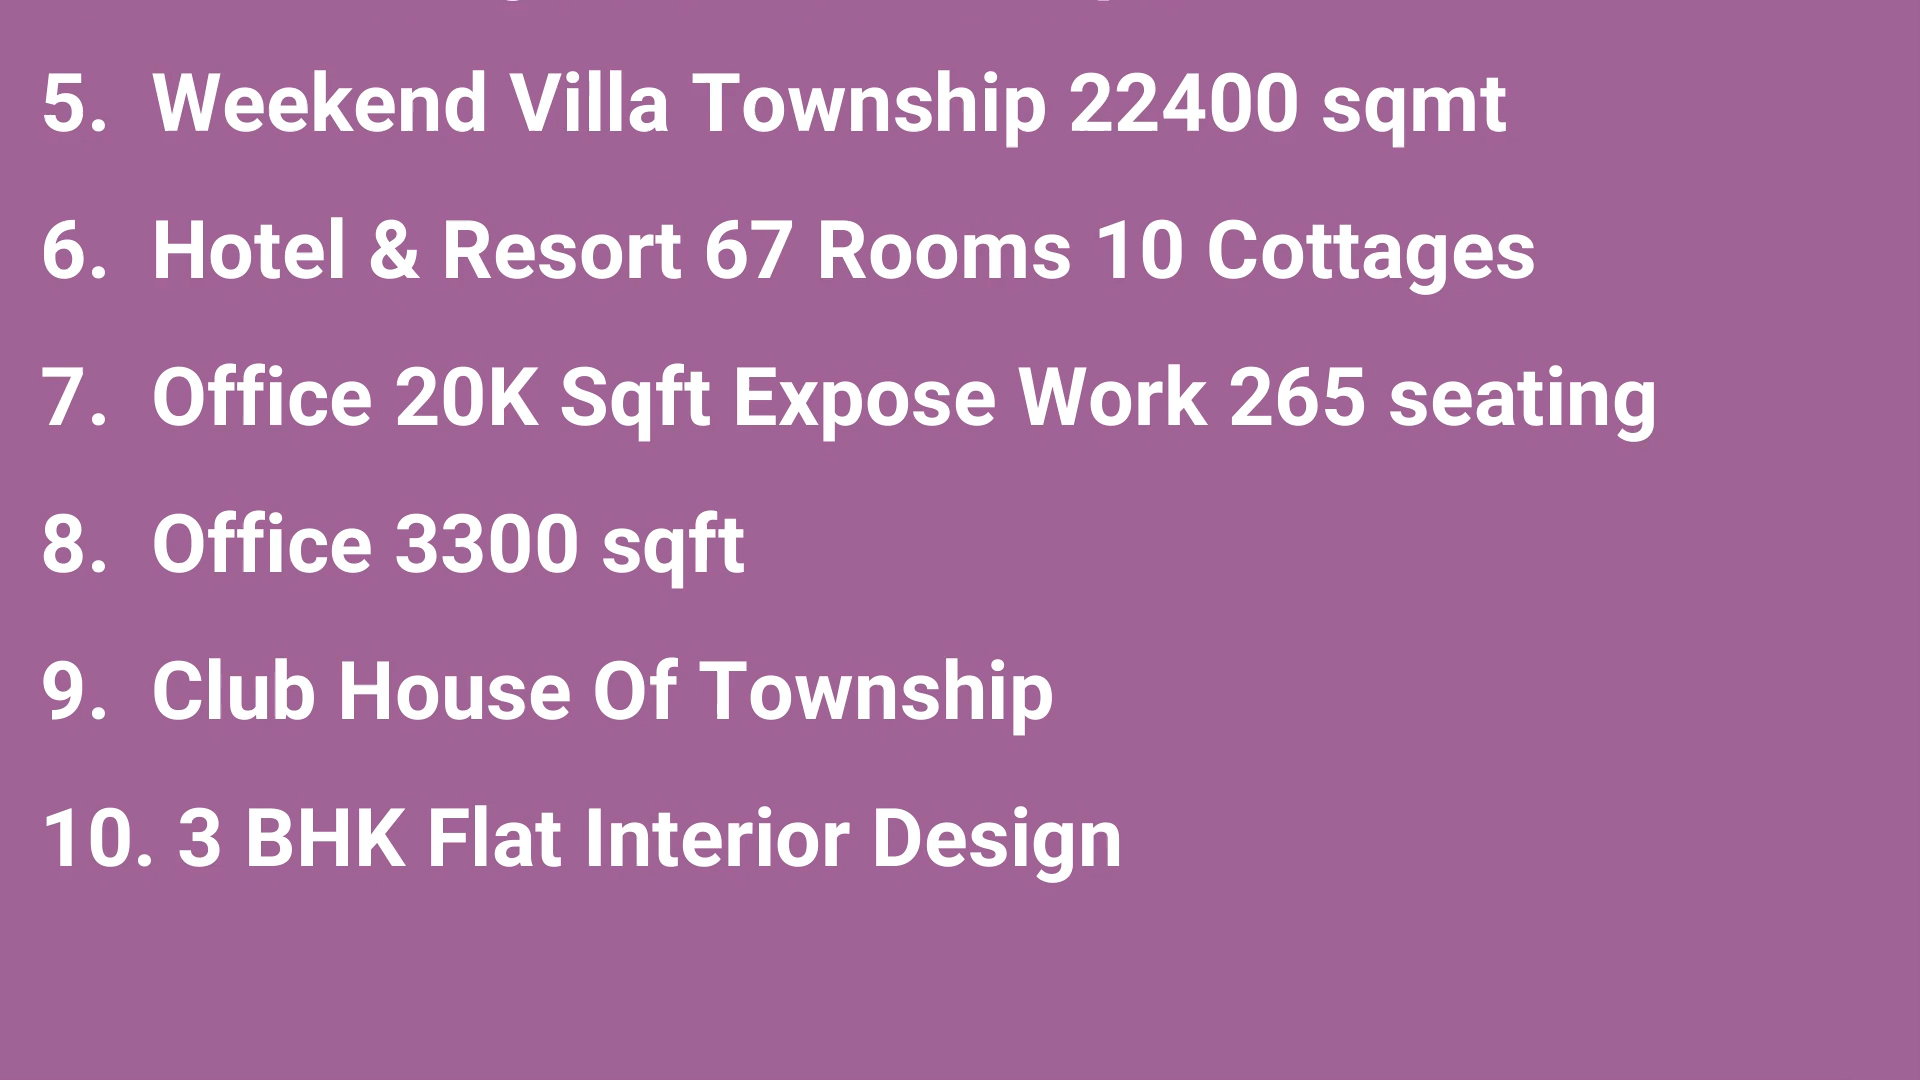 5. Weekend Villa Township 22400 sqmt
6. Hotel & Resort 67 Rooms 10 Cottages
7. Office 20K Sqft Expose Work 265 seating
8. Office 3300 sqft
9. Club House Of Township
10. 3 BHK Flat Interior Design